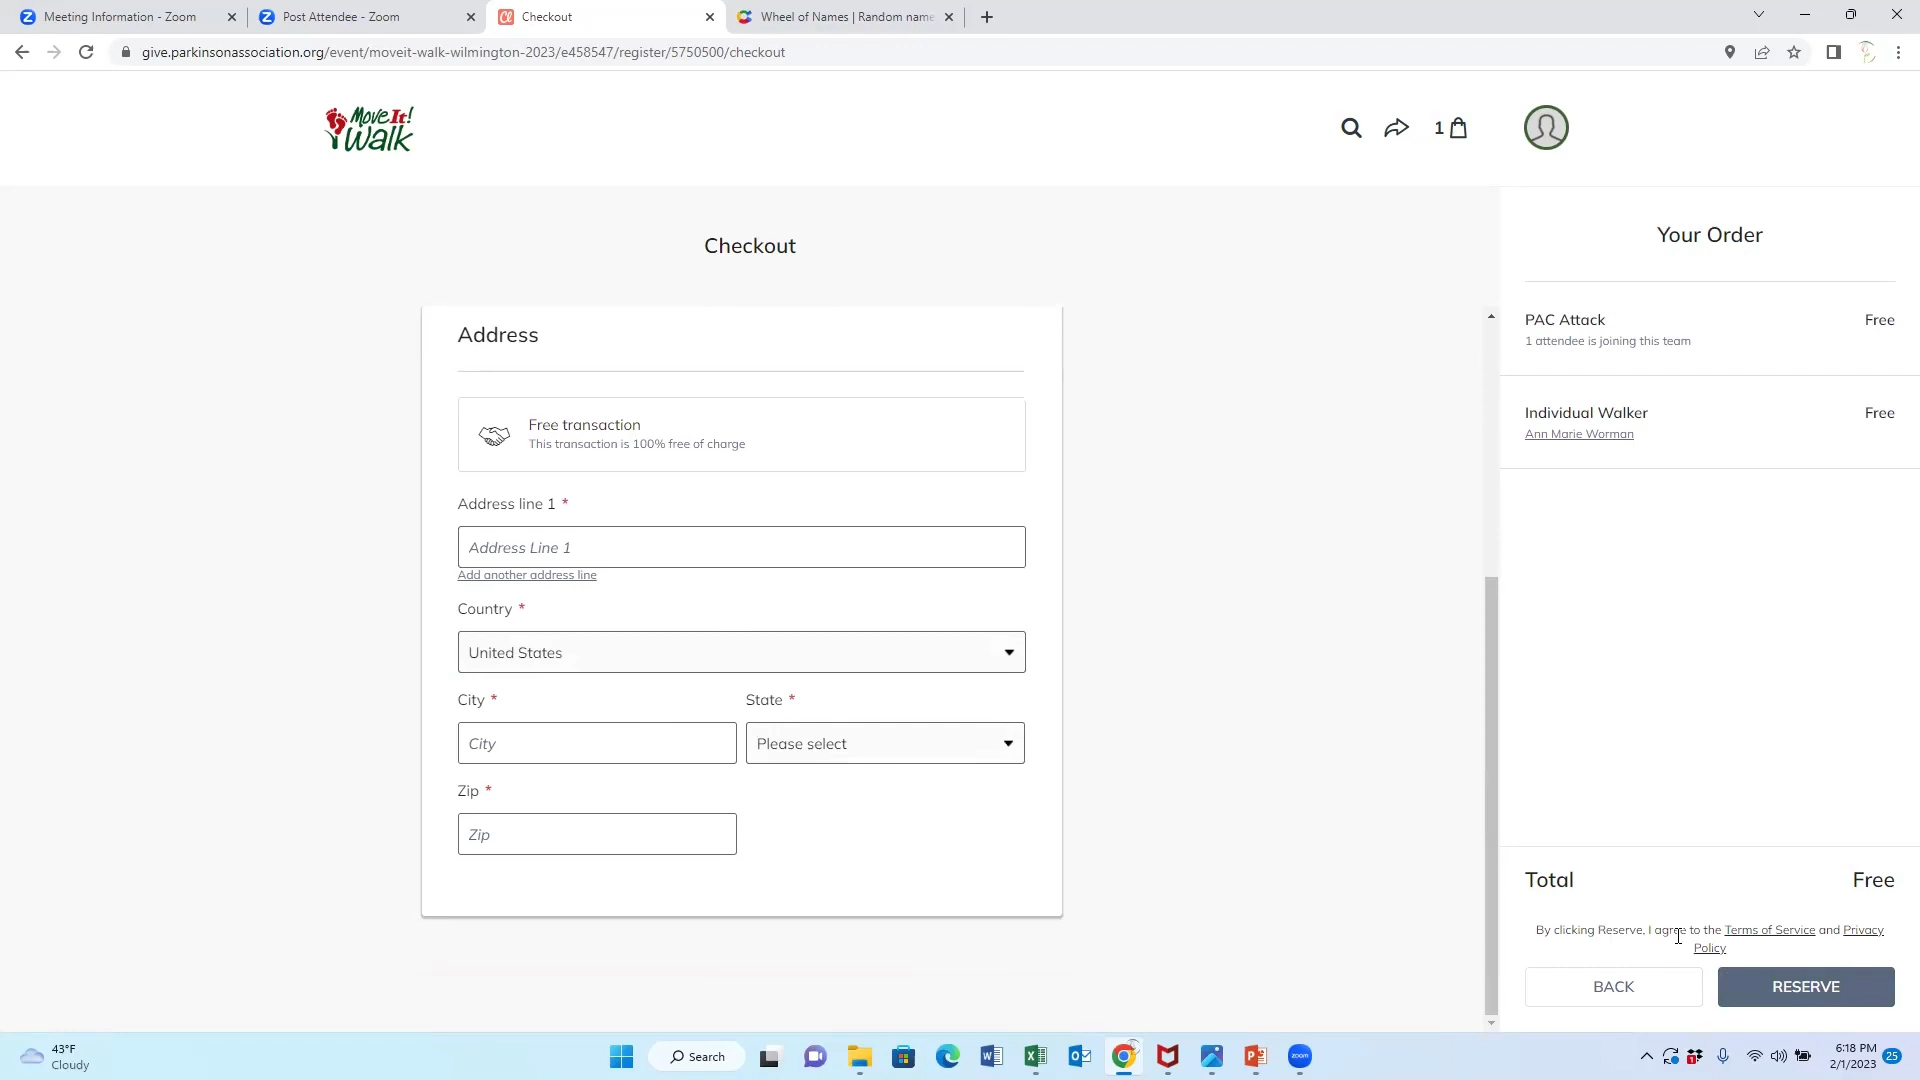 Meeting Information - Zoom
Post Attendee - Zoom
Checkout
Wheel of Names | Random name
give.parkinsonassociation.org/event/moveit-walk-wilmington-2023/e458547/register/5750500/checkout
Move It!
Walk
1
Checkout
Your Order
Address
PAC Attack
Free
1 attendee is joining this team
Free transaction
This transaction is 100% free of charge
Individual Walker
Free
Ann Marie Worman
Address line 1 *
Address Line 1
Add another address line
Country *
United States
City *
State *
City
Please select
Zip *
Zip
Total
Free
By clicking Reserve, I agree to the Terms of Service and Privacy
Policy
BACK
RESERVE
43°F
Cloudy
Search
zoom
6:18 PM
2/1/2023
25